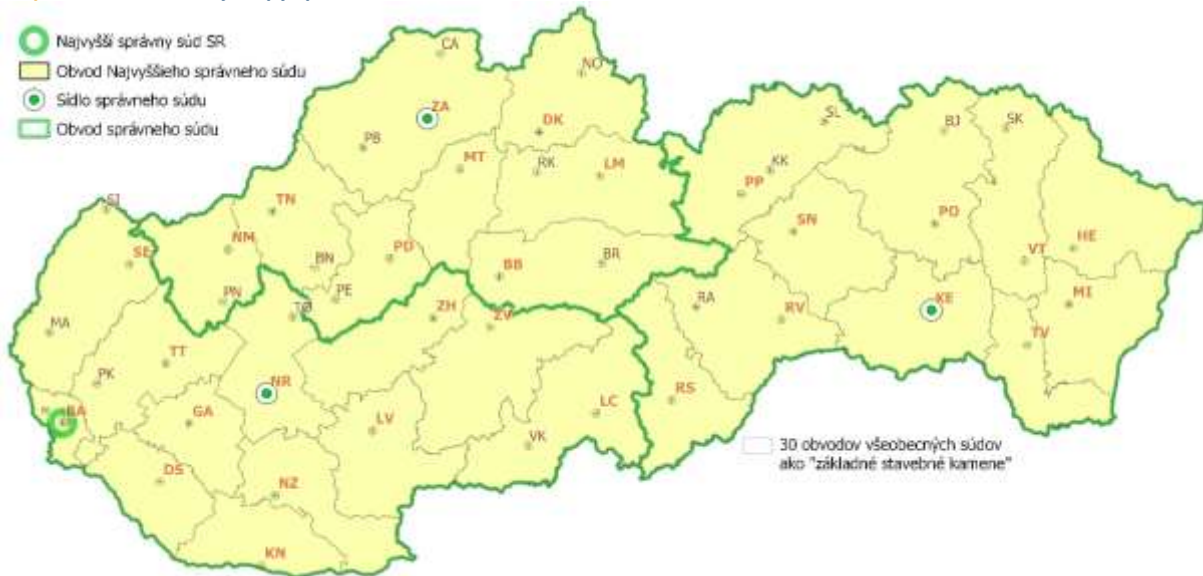 Najvyšší správny súd SR
Obvod Najvyššieho správneho súdu
Sídlo správneho súdu
Obvod správneho súdu
CA
NO
ZA
DK
PB
MT
RK
LM
SL
BJ
SK
KK
PP
SI
TN
SN
PO
SE
NM
BN
PD
BB
BR
VT
HE
PN
PE
TO
ZH
ZV
RA
RV
KE
MI
MA
TT
TV
PK
NR
RS
BA
GA
LV
LC
VK
30 obvodov všeobecných súdov
ako "základné stavebné kamene"
DS
NZ
KN